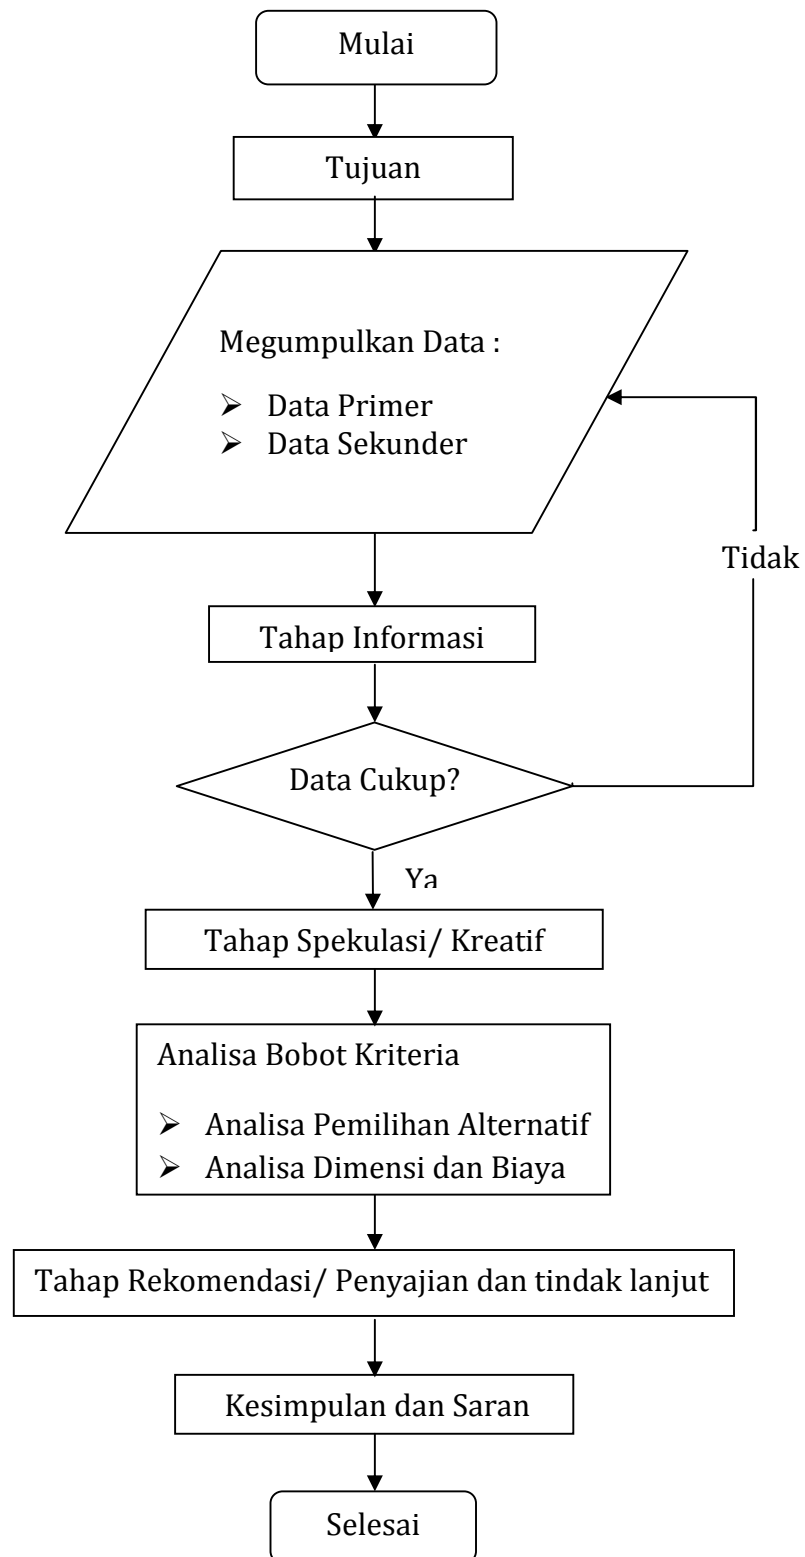 Mulai
Tujuan
Megumpulkan Data :
➢ Data Primer
➢ Data Sekunder
Tidak
Tahap Informasi
Data Cukup?
Ya
Tahap Spekulasi/ Kreatif
Analisa Bobot Kriteria
➢ Analisa Pemilihan Alternatif
➢ Analisa Dimensi dan Biaya
Tahap Rekomendasi/ Penyajian dan tindak lanjut
Kesimpulan dan Saran
Selesai